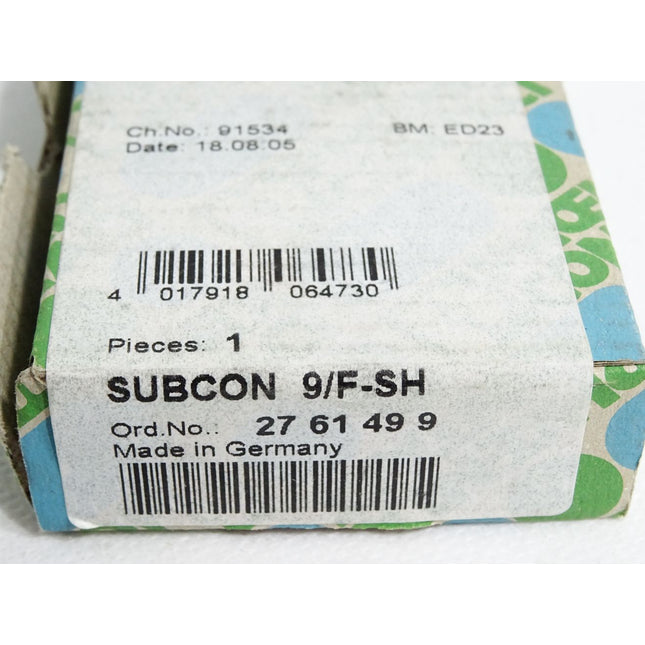 Ch.No.: 91534 BM: ED23
Date: 18.08.05
4 017918 064730
Pieces: 1
SUBCON 9/F-SH
Ord.No.: 27 61 49 9
Made in Germany